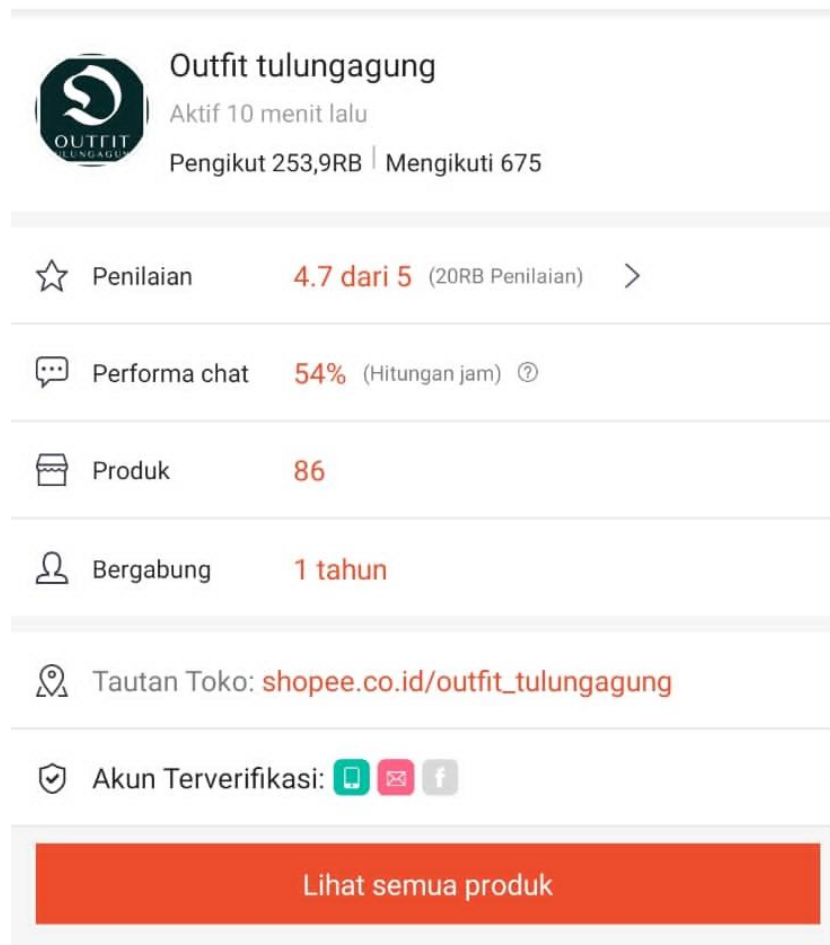 Outfit tulungagung
Aktif 10 menit lalu
Pengikut 253,9RB | Mengikuti 675
OUTFIT
TULUNGAGUNG
Penilaian 4.7 dari 5 (20RB Penilaian)
Performa chat 54% (Hitungan jam)
Produk 86
Bergabung 1 tahun
Tautan Toko: shopee.co.id/outfit_tulungagung
Akun Terverifikasi:
Lihat semua produk